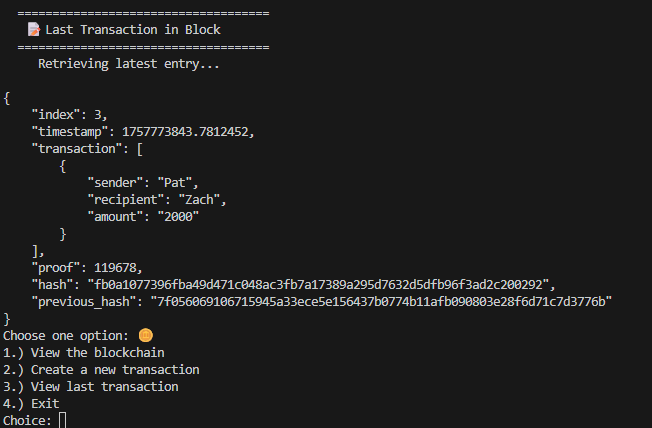 ====================================
📝 Last Transaction in Block
====================================
Retrieving latest entry...
{
"index": 3,
"timestamp": 1757773843.7812452,
"transaction": [
{
"sender": "Pat",
"recipient": "Zach",
"amount": "2000"
}
],
"proof": 119678,
"hash": "fb0a1077396fba49d471c048ac3fb7a17389a295d7632d5dfb96f3ad2c200292",
"previous_hash": "7f056069106715945a33ece5e156437b0774b11afb090803e28f6d71c7d3776b"
}
Choose one option: 🪙
1.) View the blockchain
2.) Create a new transaction
3.) View last transaction
4.) Exit
Choice: